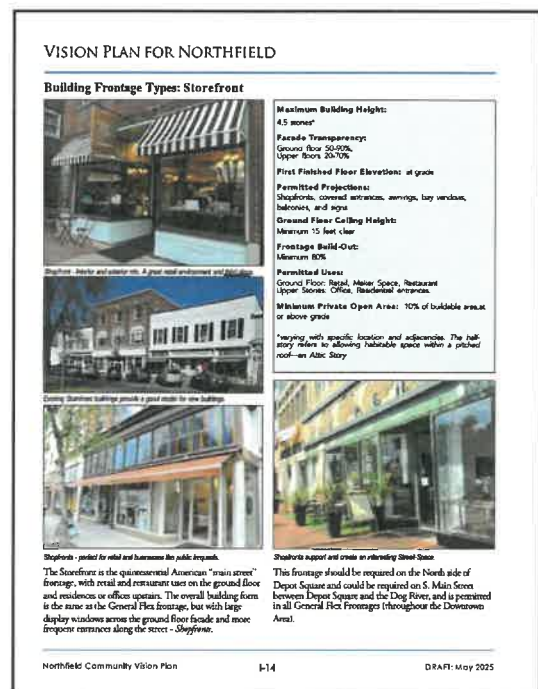 VISION PLAN FOR NORTHFIELD
Building Frontage Types: Storefront
Shopfront - Interior and exterior mix. A great retail environment and
Existing Storefront buildings provide a good model for new buildings.
Shopfronts - perfect for retail and businesses the public frequents.
The Storefront is the quintessential American "main street"
frontage, with retail and restaurant uses on the ground floor
and residences or offices upstairs. The overall building form
is the same as the General Flex frontage, but with large
display windows across the ground floor facade and more
frequent entrances along the street - Shopfronts.
Maximum Building Height:
4.5 stories*
Facade Transparency:
Ground floor 50-90%,
Upper floors 20-70%
First Finished Floor Elevation: at grade
Permitted Projections:
Shopfronts, covered entrances, awnings, bay windows,
balconies, and signs
Ground Floor Ceiling Height:
Minimum 15 feet clear
Frontage Build-Out:
Minimum 80%
Permitted Uses:
Ground Floor: Retail, Maker Space, Restaurant
Upper Stories: Office, Residential entrances.
Minimum Private Open Area: 10% of buildable area,at
or above grade
*varying with specific location and adjacencies. The half-
story refers to allowing habitable space within a pitched
roof—an Attic Story
Shopfronts support and create an interesting Street-Space.
This frontage should be required on the North side of
Depot Square and could be required on S. Main Street
between Depot Square and the Dog River, and is permitted
in all General Flex Frontages (throughout the Downtown
Area).
Northfield Community Vision Plan
I-14
DRAFT: May 2025